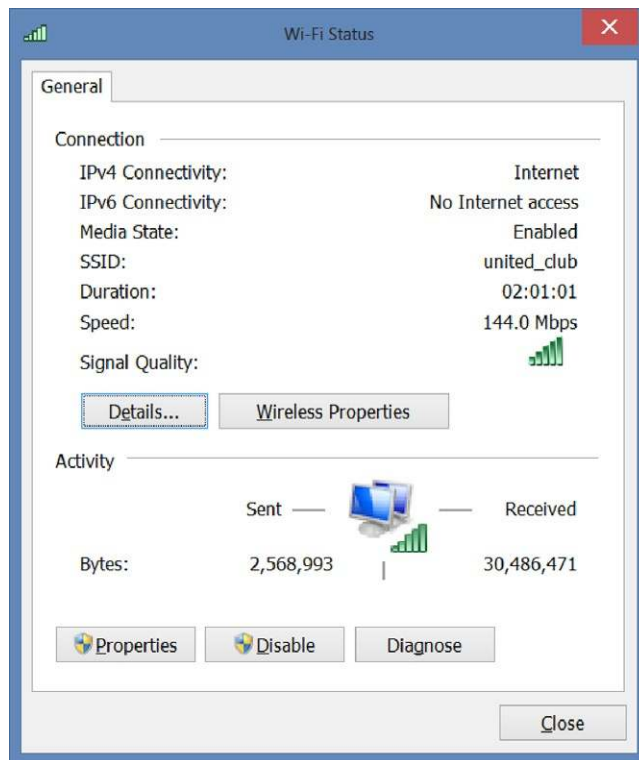 Wi-Fi Status
General
Connection
IPv4 Connectivity: Internet
IPv6 Connectivity: No Internet access
Media State: Enabled
SSID: united_club
Duration: 02:01:01
Speed: 144.0 Mbps
Signal Quality:
Details... Wireless Properties
Activity
Sent Received
Bytes: 2,568,993 30,486,471
Properties Disable Diagnose
Close